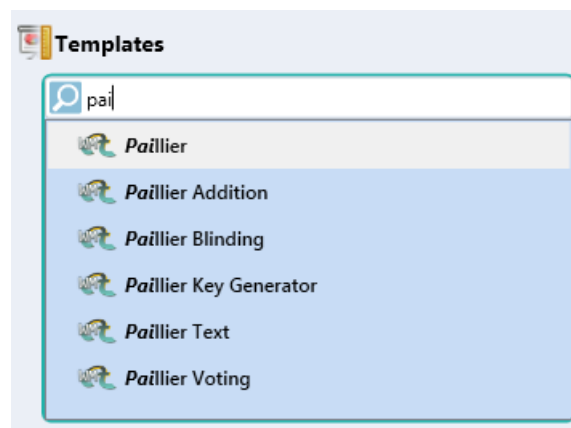 Templates
pai
Paillier
Paillier Addition
Paillier Blinding
Paillier Key Generator
Paillier Text
Paillier Voting